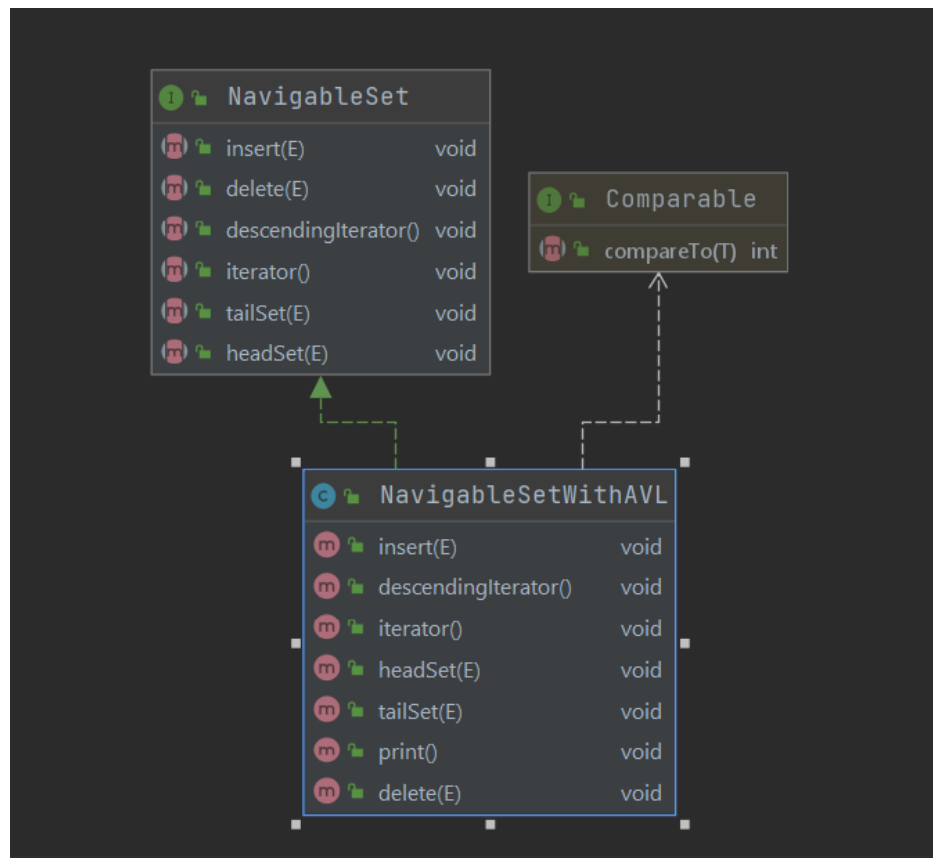 I NavigableSet
m insert(E) void
m delete(E) void
m descendingIterator() void
m iterator() void
m tailSet(E) void
m headSet(E) void
I Comparable
m compareTo(T) int
C NavigableSetWithAVL
m insert(E) void
m descendingIterator() void
m iterator() void
m headSet(E) void
m tailSet(E) void
m print() void
m delete(E) void